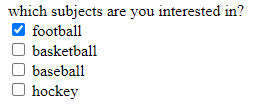 which subjects are you interested in?
football
basketball
baseball
hockey